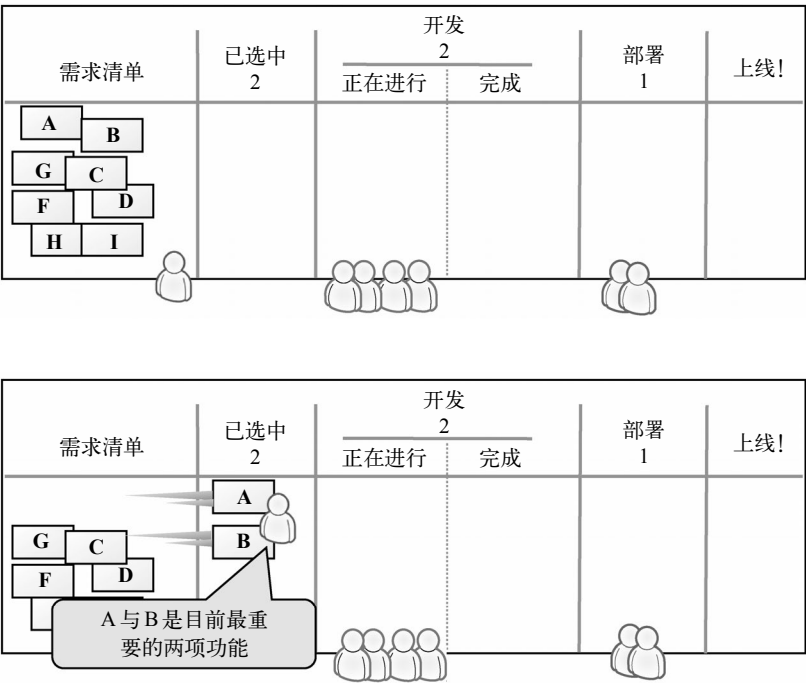 需求清单
已选中
2
开发
2
正在进行
完成
部署
1
上线!
A
B
G
C
F
D
H
I
需求清单
已选中
2
开发
2
正在进行
完成
部署
1
上线!
A
B
G
C
F
D
A与B是目前最重
要的两项功能